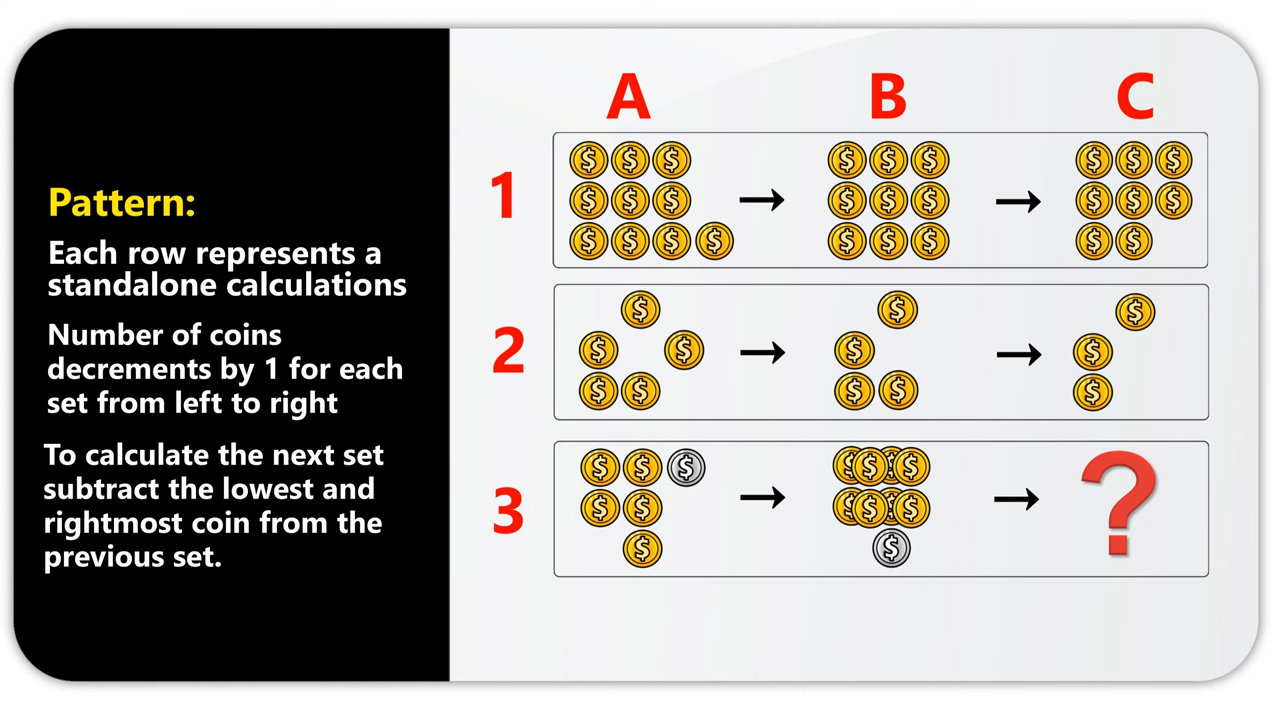 Pattern:
Each row represents a
standalone calculations
Number of coins
decrements by 1 for each
set from left to right
To calculate the next set
subtract the lowest and
rightmost coin from the
previous set.
A B C
1
$ $ $ → $ $ $ → $ $ $
$ $ $ $ $ $ $ $ $
$ $ $ $ $ $ $ $ $
2
$ $ $
$ $ → $ → $
$ $ $ $ $
3
$ $ $ → $ $ $ $ → ?
$ $ $ $ $ $
$ $